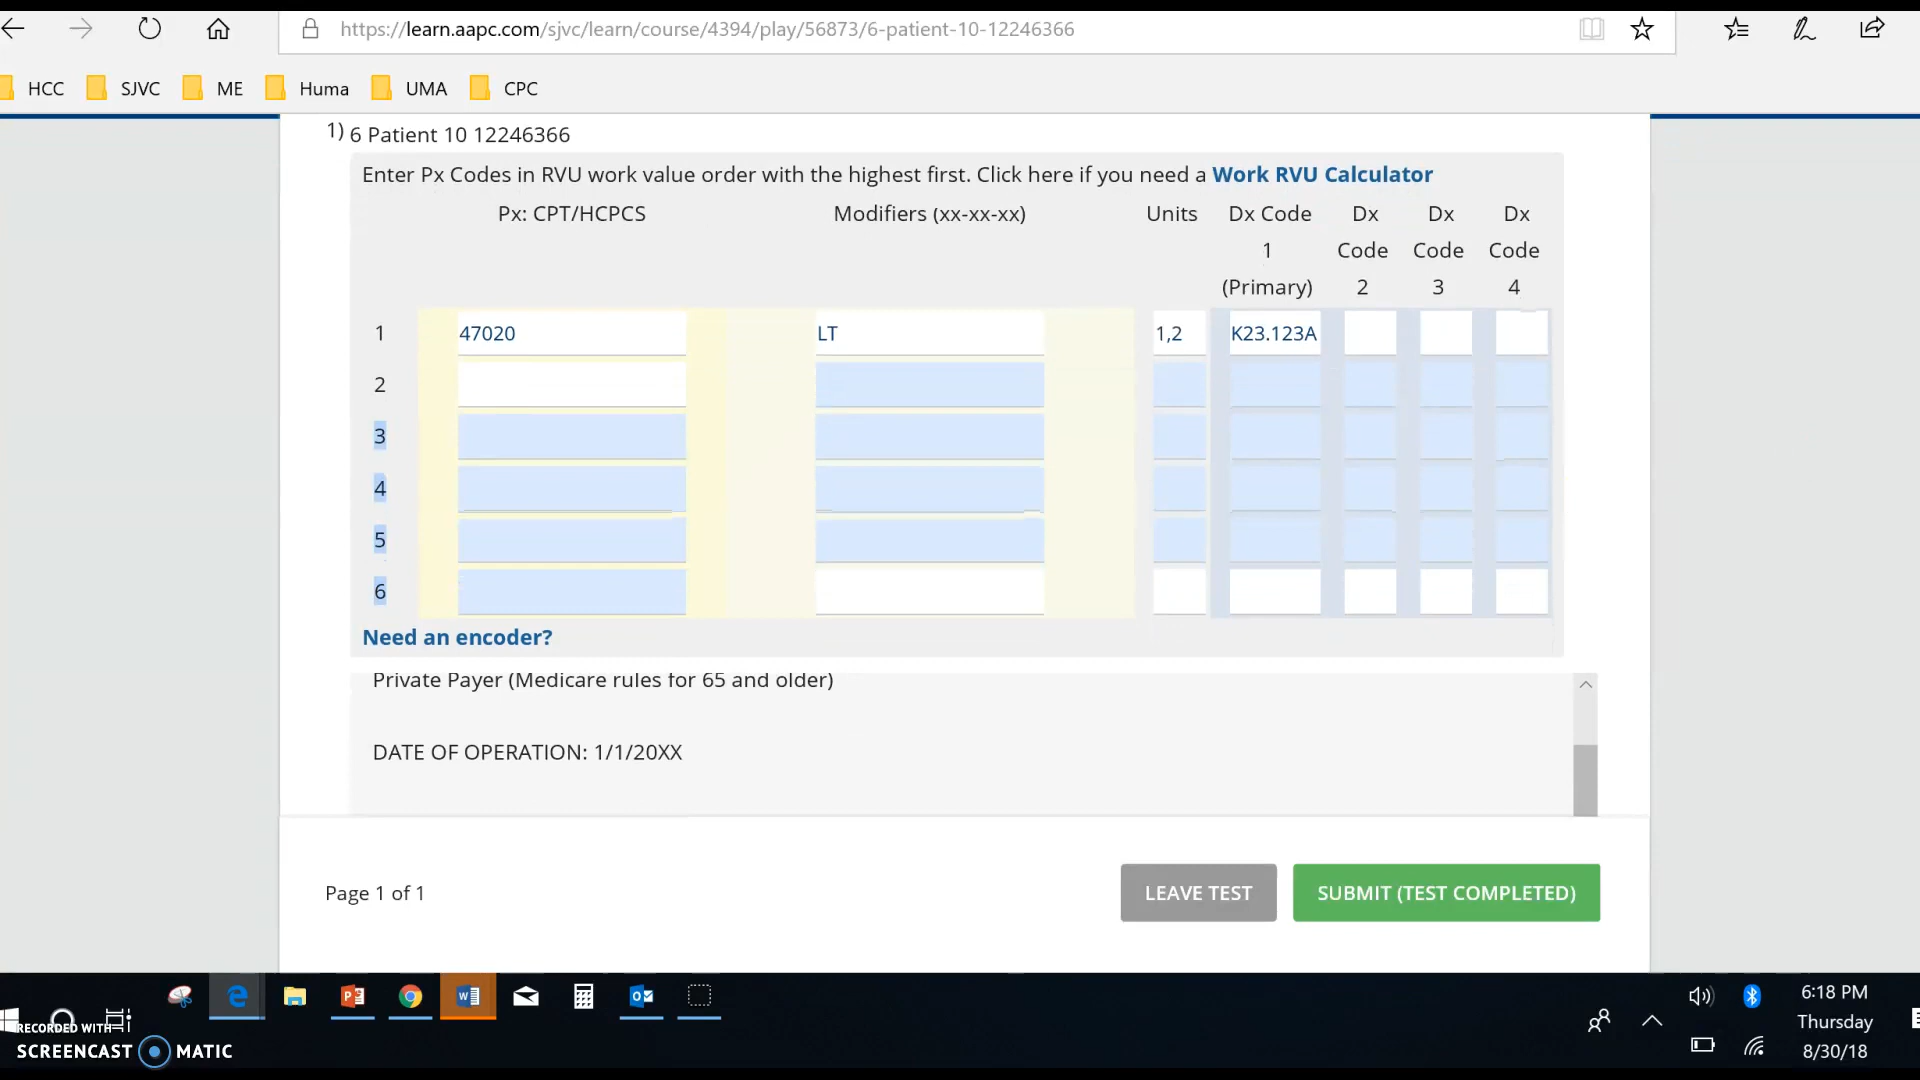 https://learn.aapc.com/sjvc/learn/course/4394/play/56873/6-patient-10-12246366
HCC SJVC ME Huma UMA CPC
1) 6 Patient 10 12246366
Enter Px Codes in RVU work value order with the highest first. Click here if you need a Work RVU Calculator
Px: CPT/HCPCS Modifiers (xx-xx-xx) Units Dx Code Dx Dx Dx
1 Code Code Code
(Primary) 2 3 4
1 47020 LT 1,2 K23.123A
2
3
4
5
6
Need an encoder?
Private Payer (Medicare rules for 65 and older)
DATE OF OPERATION: 1/1/20XX
Page 1 of 1 LEAVE TEST SUBMIT (TEST COMPLETED)
6:18 PM
Thursday
8/30/18
RECORDED WITH
SCREENCAST MATIC